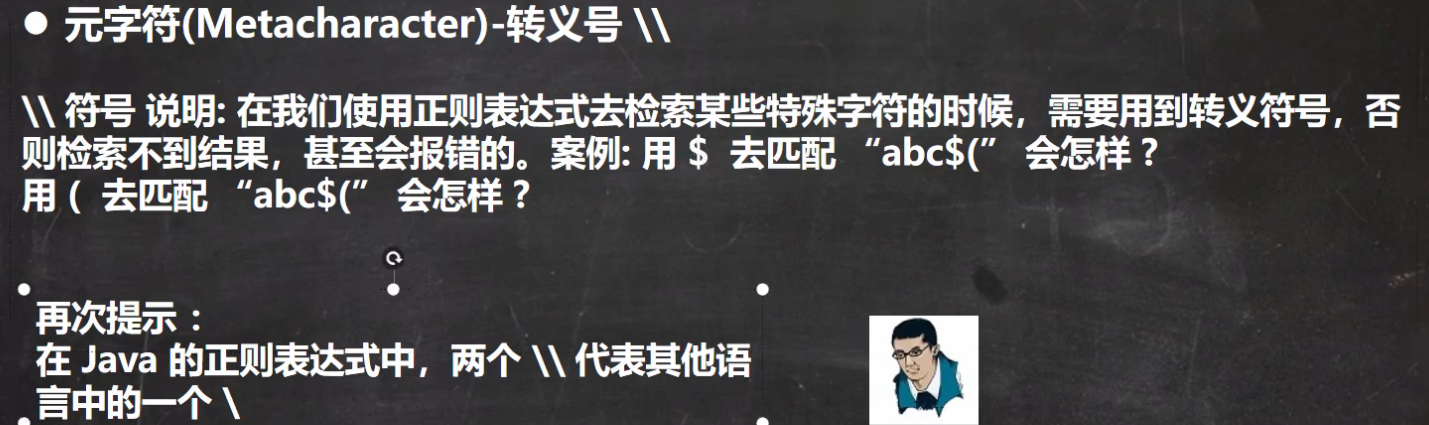 ● 元字符(Metacharacter)-转义号 \\
\\ 符号 说明: 在我们使用正则表达式去检索某些特殊字符的时候，需要用到转义符号，否
则检索不到结果，甚至会报错的。案例: 用 $ 去匹配 “abc$(” 会怎样？
用 ( 去匹配 “abc$(” 会怎样？
再次提示：
在 Java 的正则表达式中，两个 \\ 代表其他语
言中的一个 \